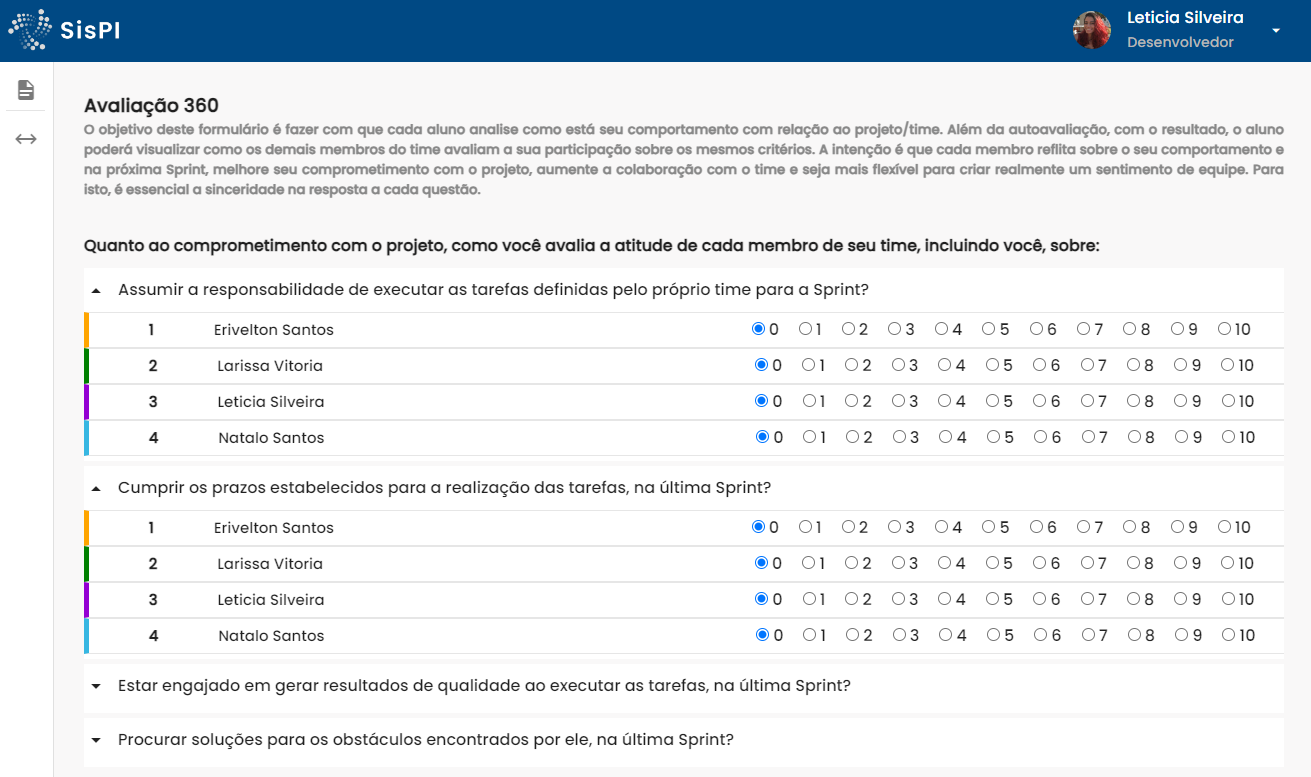 SisPI
Leticia Silveira
Desenvolvedor
Avaliação 360
O objetivo deste formulário é fazer com que cada aluno analise como está seu comportamento com relação ao projeto/time. Além da autoavaliação, com o resultado, o aluno
poderá visualizar como os demais membros do time avaliam a sua participação sobre os mesmos critérios. A intenção é que cada membro reflita sobre o seu comportamento e
na próxima Sprint, melhore seu comprometimento com o projeto, aumente a colaboração com o time e seja mais flexível para criar realmente um sentimento de equipe. Para
isto, é essencial a sinceridade na resposta a cada questão.
Quanto ao comprometimento com o projeto, como você avalia a atitude de cada membro de seu time, incluindo você, sobre:
Assumir a responsabilidade de executar as tarefas definidas pelo próprio time para a Sprint?
1 Erivelton Santos 0 1 2 3 4 5 6 7 8 9 10
2 Larissa Vitoria 0 1 2 3 4 5 6 7 8 9 10
3 Leticia Silveira 0 1 2 3 4 5 6 7 8 9 10
4 Natalo Santos 0 1 2 3 4 5 6 7 8 9 10
Cumprir os prazos estabelecidos para a realização das tarefas, na última Sprint?
1 Erivelton Santos 0 1 2 3 4 5 6 7 8 9 10
2 Larissa Vitoria 0 1 2 3 4 5 6 7 8 9 10
3 Leticia Silveira 0 1 2 3 4 5 6 7 8 9 10
4 Natalo Santos 0 1 2 3 4 5 6 7 8 9 10
Estar engajado em gerar resultados de qualidade ao executar as tarefas, na última Sprint?
Procurar soluções para os obstáculos encontrados por ele, na última Sprint?